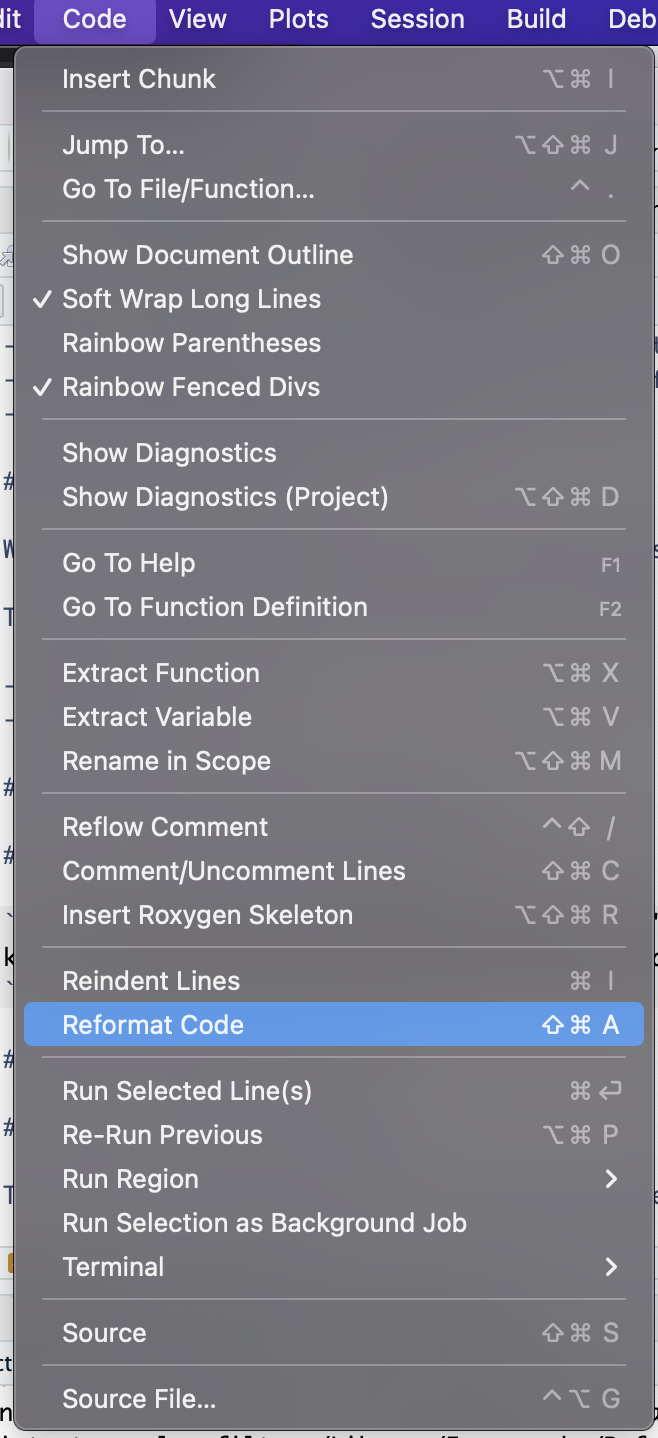 dit Code View Plots Session Build Deb
Insert Chunk ⌥⌘ I
Jump To... ⌥⇧⌘ J
Go To File/Function... ^ .
Show Document Outline ⇧⌘ O
✓ Soft Wrap Long Lines
Rainbow Parentheses
✓ Rainbow Fenced Divs
Show Diagnostics
Show Diagnostics (Project) ⌥⇧⌘ D
Go To Help F1
Go To Function Definition F2
Extract Function ⌥⌘ X
Extract Variable ⌥⌘ V
Rename in Scope ⌥⇧⌘ M
Reflow Comment ^⇧ /
Comment/Uncomment Lines ⇧⌘ C
Insert Roxygen Skeleton ⌥⇧⌘ R
Reindent Lines ⌘ I
Reformat Code ⇧⌘ A
Run Selected Line(s) ⌘↩
Re-Run Previous ⌥⌘ P
Run Region >
Run Selection as Background Job
Terminal >
Source ⇧⌘ S
Source File... ^⌥ G